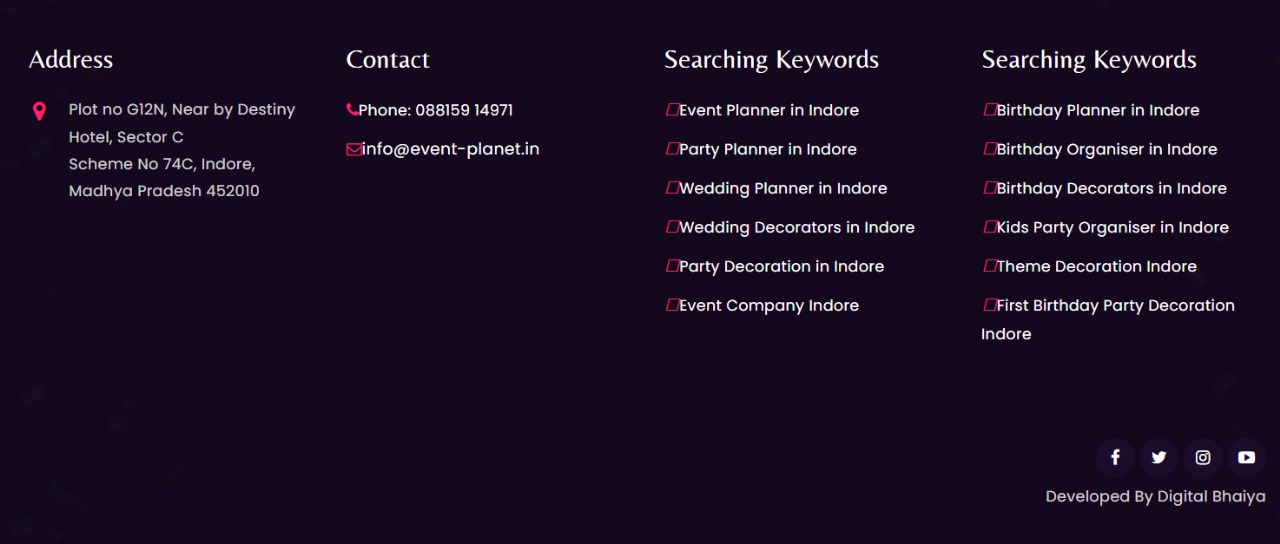 Address
Plot no G12N, Near by Destiny
Hotel, Sector C
Scheme No 74C, Indore,
Madhya Pradesh 452010
Contact
Phone: 088159 14971
info@event-planet.in
Searching Keywords
Event Planner in Indore
Party Planner in Indore
Wedding Planner in Indore
Wedding Decorators in Indore
Party Decoration in Indore
Event Company Indore
Searching Keywords
Birthday Planner in Indore
Birthday Organiser in Indore
Birthday Decorators in Indore
Kids Party Organiser in Indore
Theme Decoration Indore
First Birthday Party Decoration
Indore
Developed By Digital Bhaiya